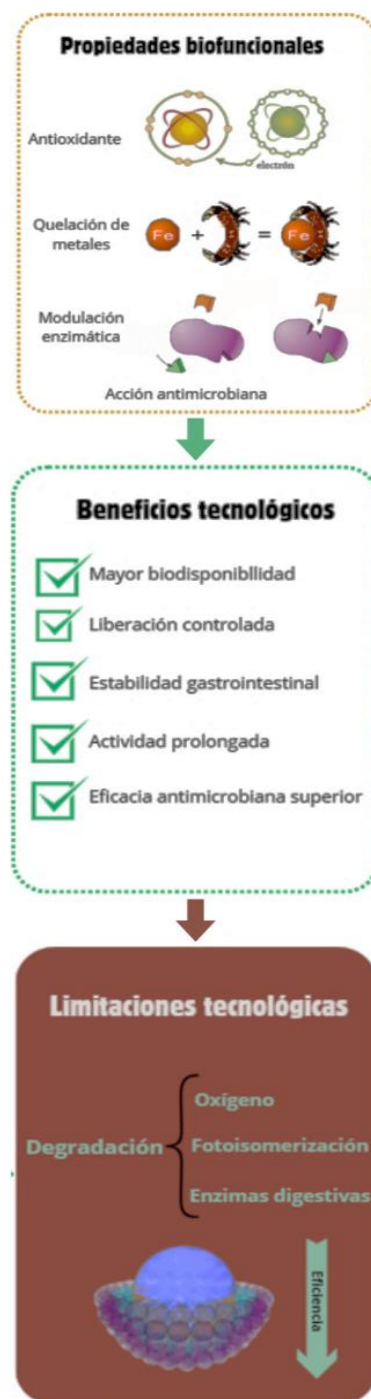 Propiedades biofuncionales
Antioxidante
electrón
Quelación de
metales
Fe
+
=
Fe
Modulación
enzimática
Acción antimicrobiana
Beneficios tecnológicos
Mayor biodisponibllidad
Liberación controlada
Estabilidad gastrointestinal
Actividad prolongada
Eficacia antimicrobiana superior
Limitaciones tecnológicas
Degradación
Oxígeno
Fotoisomerización
Enzimas digestivas
Eficiencia